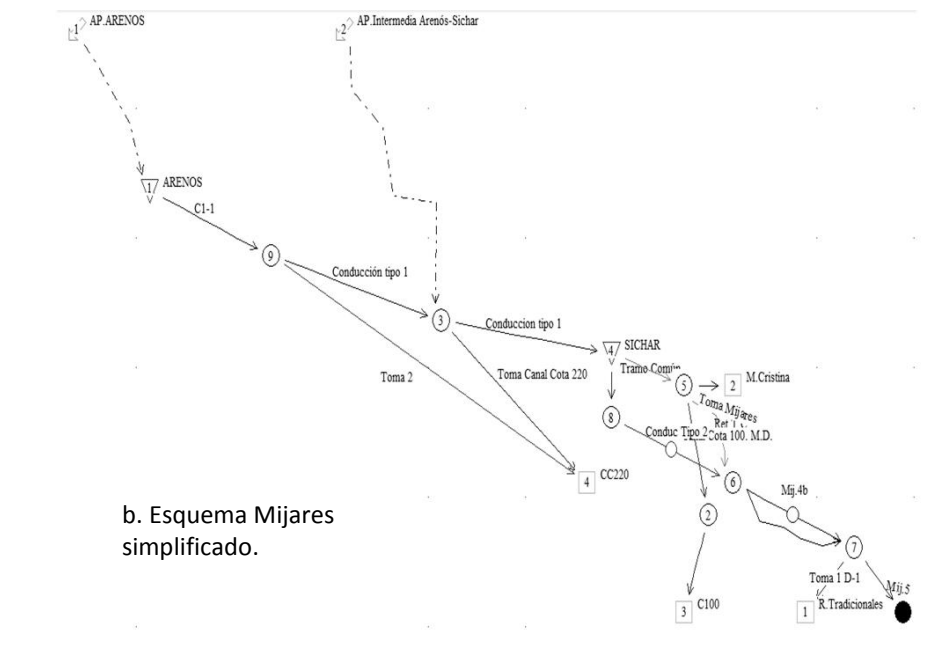 1 AP.ARENOS
2 AP.Intermedia Arenós-Sichar
1 ARENOS
C1-1
9
Conducción tipo 1
3
Conduccion tipo 1
4 SICHAR
Tramo Común
5
2 M.Cristina
Toma 2
Toma Canal Cota 220
Toma Mijares
8
Conduc Tipo 2
Cota 100. M.D.
4 CC220
6
Mij.4b
2
7
b. Esquema Mijares
simplificado.
Toma 1 D-1
Mij.5
3 C100
1 R.Tradicionales